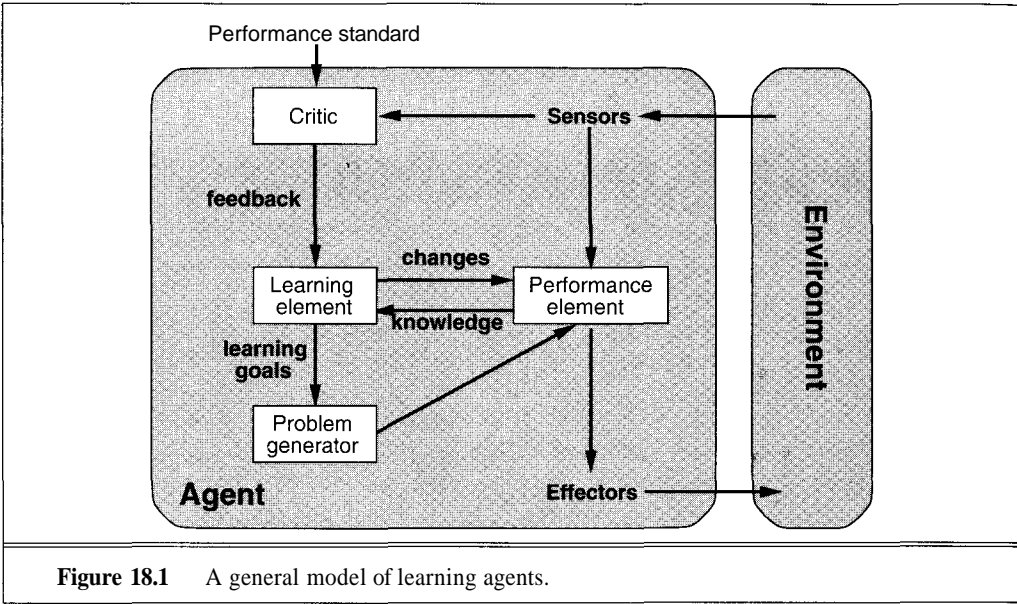 Performance standard
Critic
Sensors
feedback
changes
Learning
element
Performance
element
knowledge
learning
goals
Problem
generator
Agent
Effectors
Environment
Figure 18.1 A general model of learning agents.